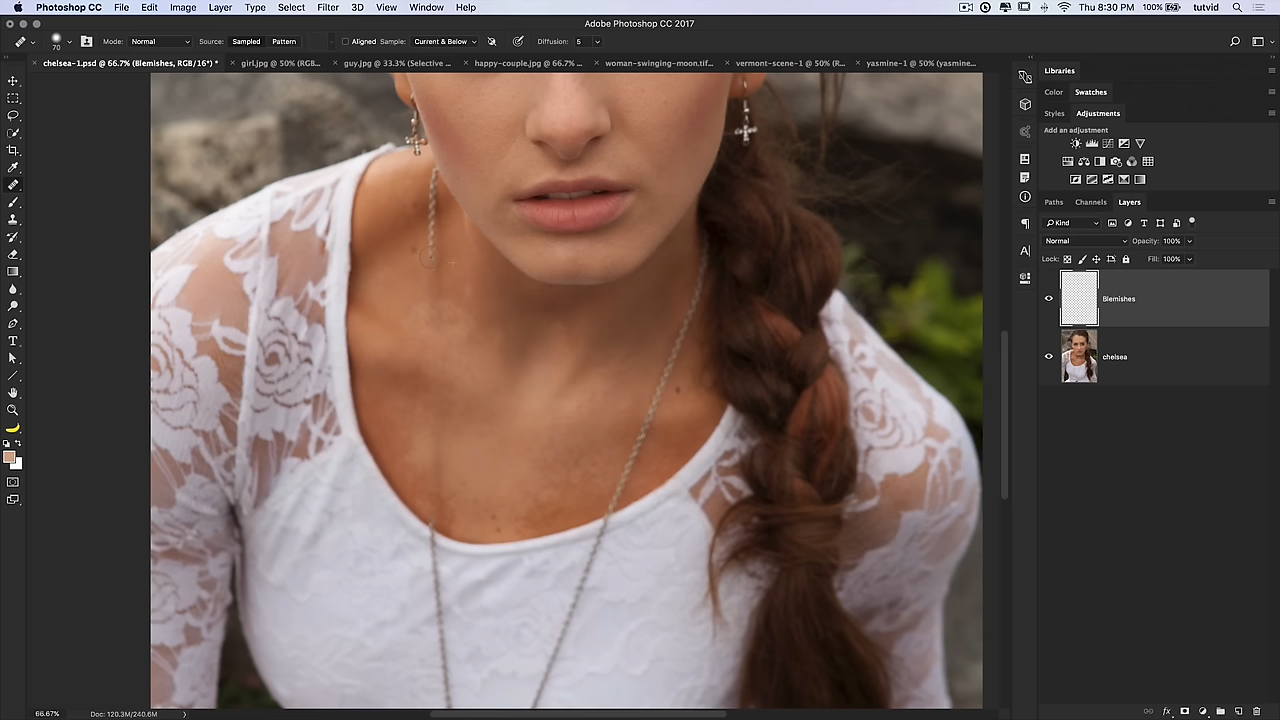 Photoshop CC File Edit Image Layer Type Select Filter 3D View Window Help 100% Thu 8:30 PM tutvid
Adobe Photoshop CC 2017
70 Mode: Normal Source: Sampled Pattern Aligned Sample: Current & Below Diffusion: 5
× chelsea-1.psd @ 66.7% (Blemishes, RGB/16*) * × girl.jpg @ 50% (RGB... × guy.jpg @ 33.3% (Selective ... × happy-couple.jpg @ 66.7% ... × woman-swinging-moon.tif... × vermont-scene-1 @ 50% (R... × yasmine-1 @ 50% (yasmine...
Libraries
Color Swatches
Styles Adjustments
Add an adjustment
Paths Channels Layers
Kind
Normal Opacity: 100%
Lock: Fill: 100%
Blemishes
chelsea
66.67% Doc: 120.3M/240.6M